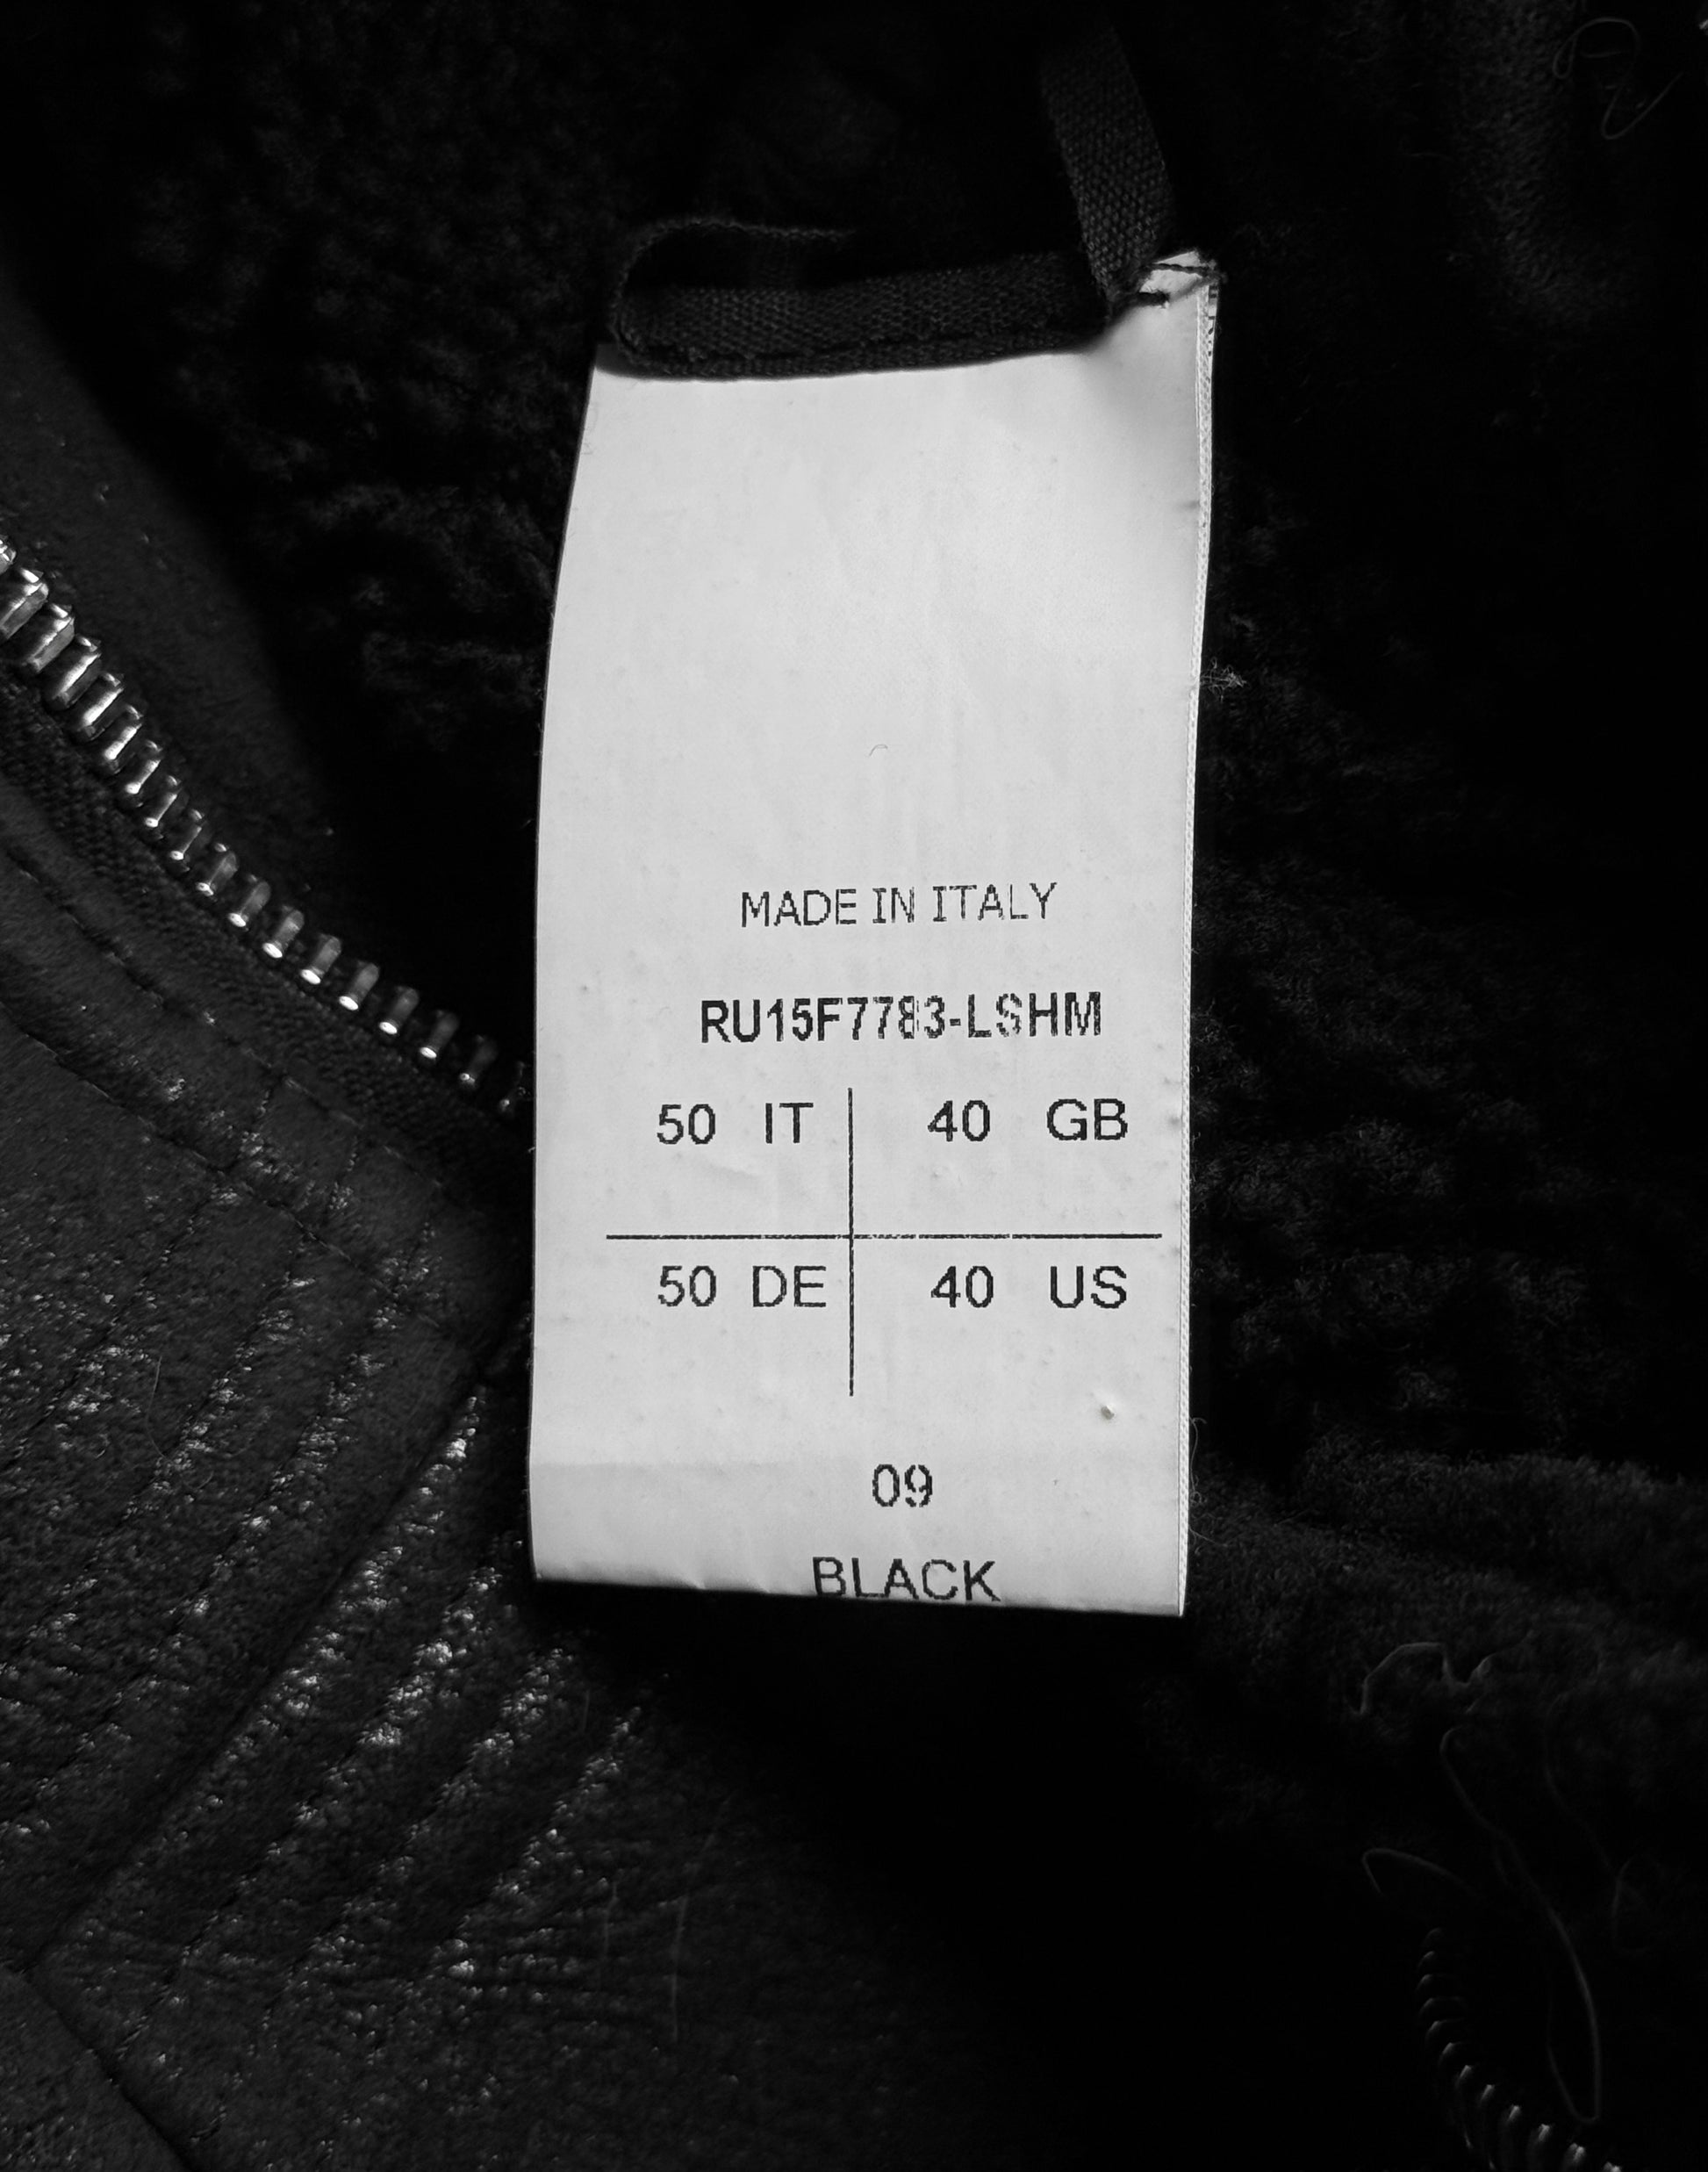 MADE IN ITALY
RU15F7783-LSHM
50 IT 40 GB
50 DE 40 US
09
BLACK